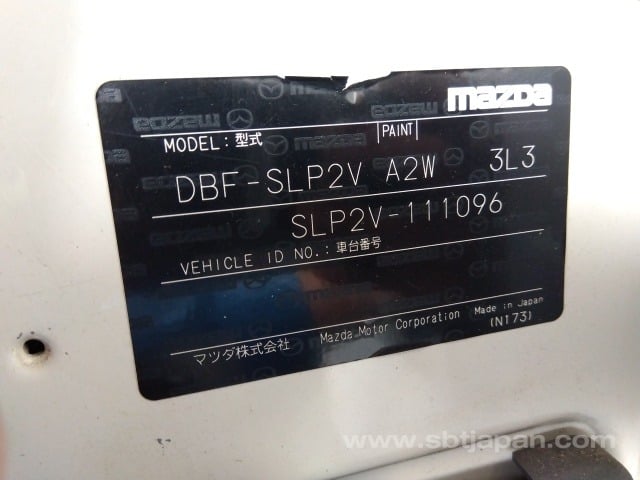 mazDa
MODEL: 型式 PAINT
DBF-SLP2V A2W 3L3
SLP2V-111096
VEHICLE ID NO.: 車台番号
マツダ株式会社 Mazda Motor Corporation Made in Japan
(N173)
www.sbtjapan.com